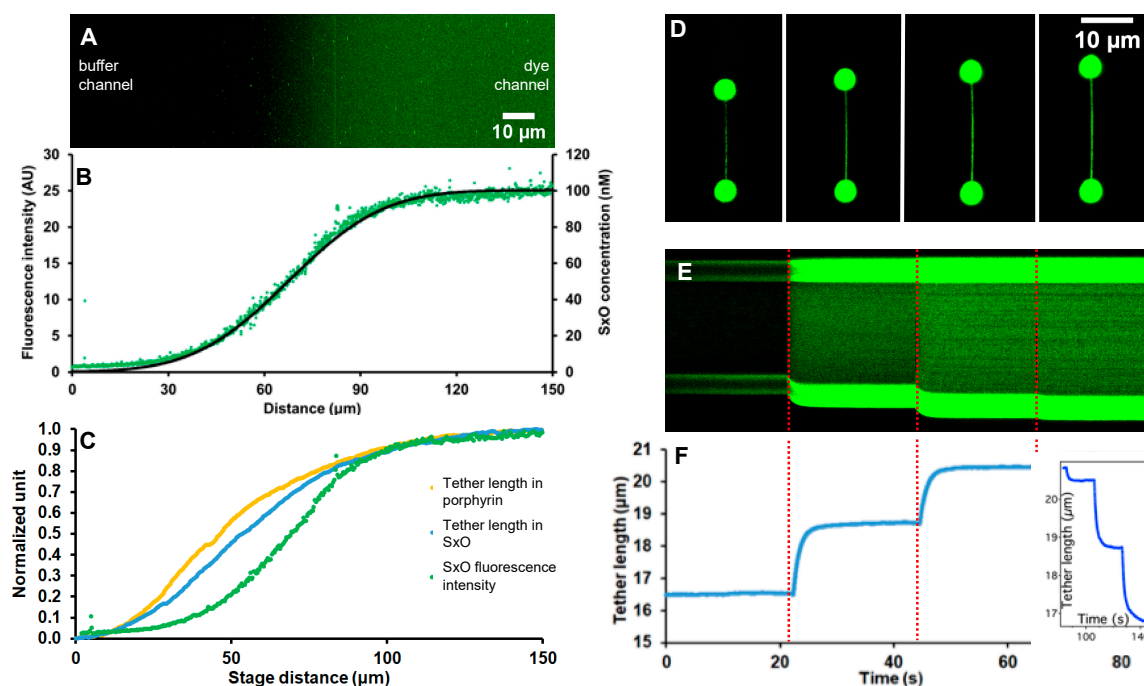 A
buffer
channel
dye
channel
10 µm
B
30
25
20
15
10
5
0
Fluorescence intensity (AU)
120
100
80
60
40
20
0
SxO concentration (nM)
0
30
60
90
120
150
Distance (µm)
C
1.0
0.9
0.8
0.7
0.6
0.5
0.4
0.3
0.2
0.1
0.0
Normalized unit
Tether length in
porphyrin
Tether length in
SxO
SxO fluorescence
intensity
0
50
100
150
Stage distance (µm)
D
10 µm
E
F
21
20
19
18
17
16
15
Tether length (µm)
0
20
40
60
80
Time (s)
20
19
18
17
Tether length (µm)
Time (s)
100
140